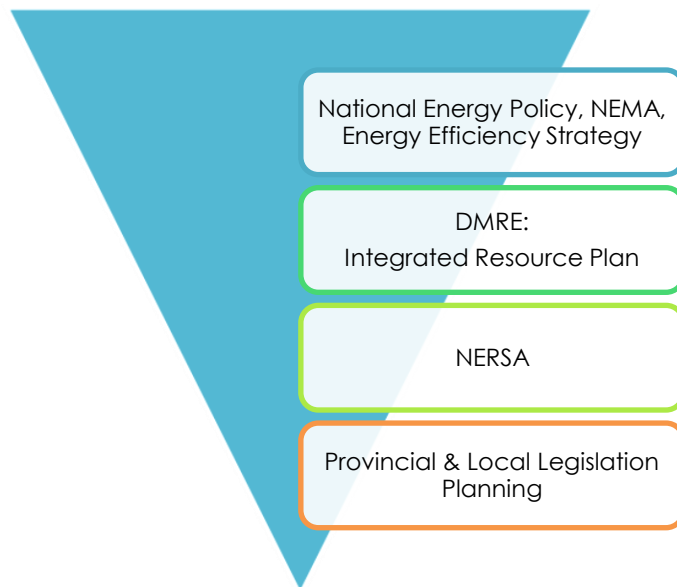 National Energy Policy, NEMA,
Energy Efficiency Strategy
DMRE:
Integrated Resource Plan
NERSA
Provincial & Local Legislation
Planning